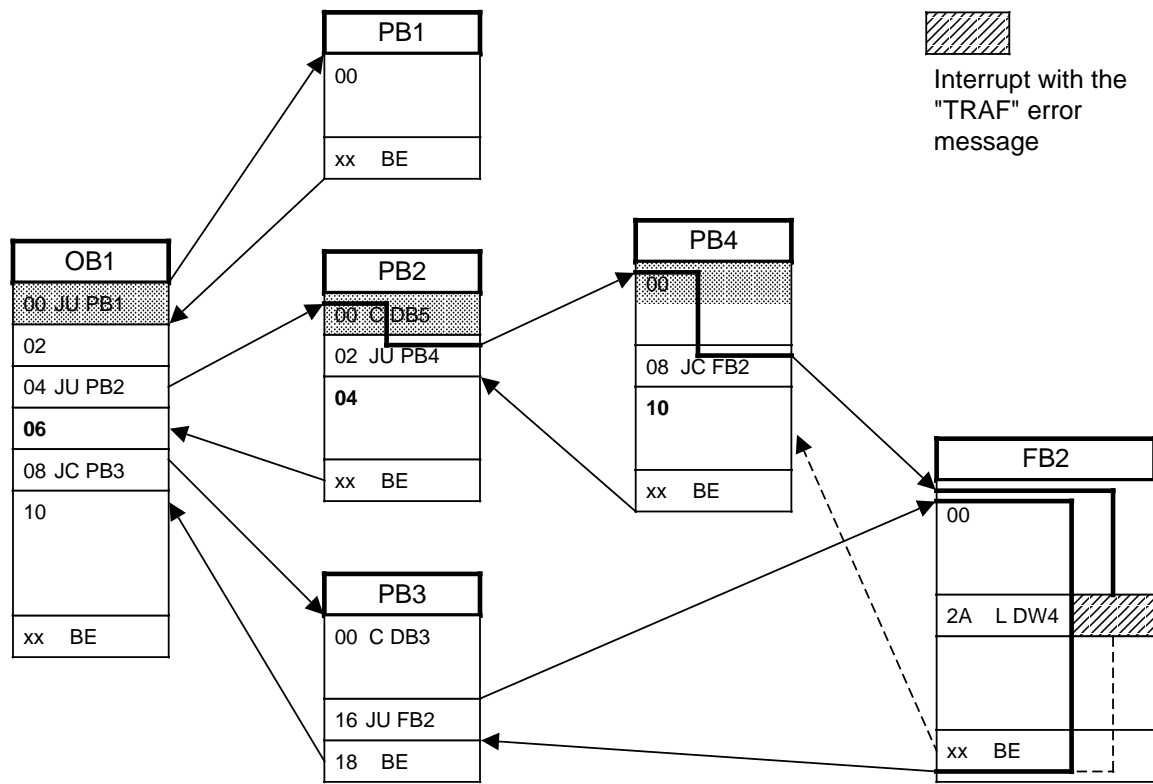 PB1
00
xx BE
Interrupt with the
"TRAF" error
message
OB1
00 JU PB1
02
04 JU PB2
06
08 JC PB3
10
xx BE
PB2
00 C DB5
02 JU PB4
04
xx BE
PB4
00
08 JC FB2
10
xx BE
PB3
00 C DB3
16 JU FB2
18 BE
FB2
00
2A L DW4
xx BE